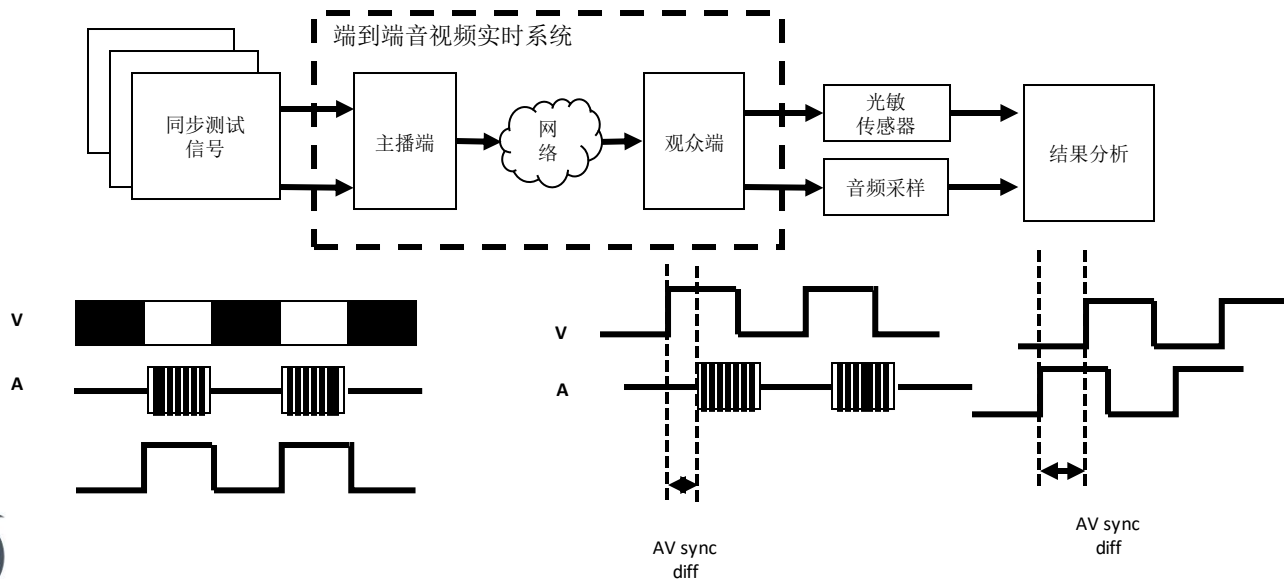 端到端音视频实时系统
同步测试
信号
主播端
网
络
观众端
光敏
传感器
音频采样
结果分析
V
A
V
A
AV sync
diff
AV sync
diff